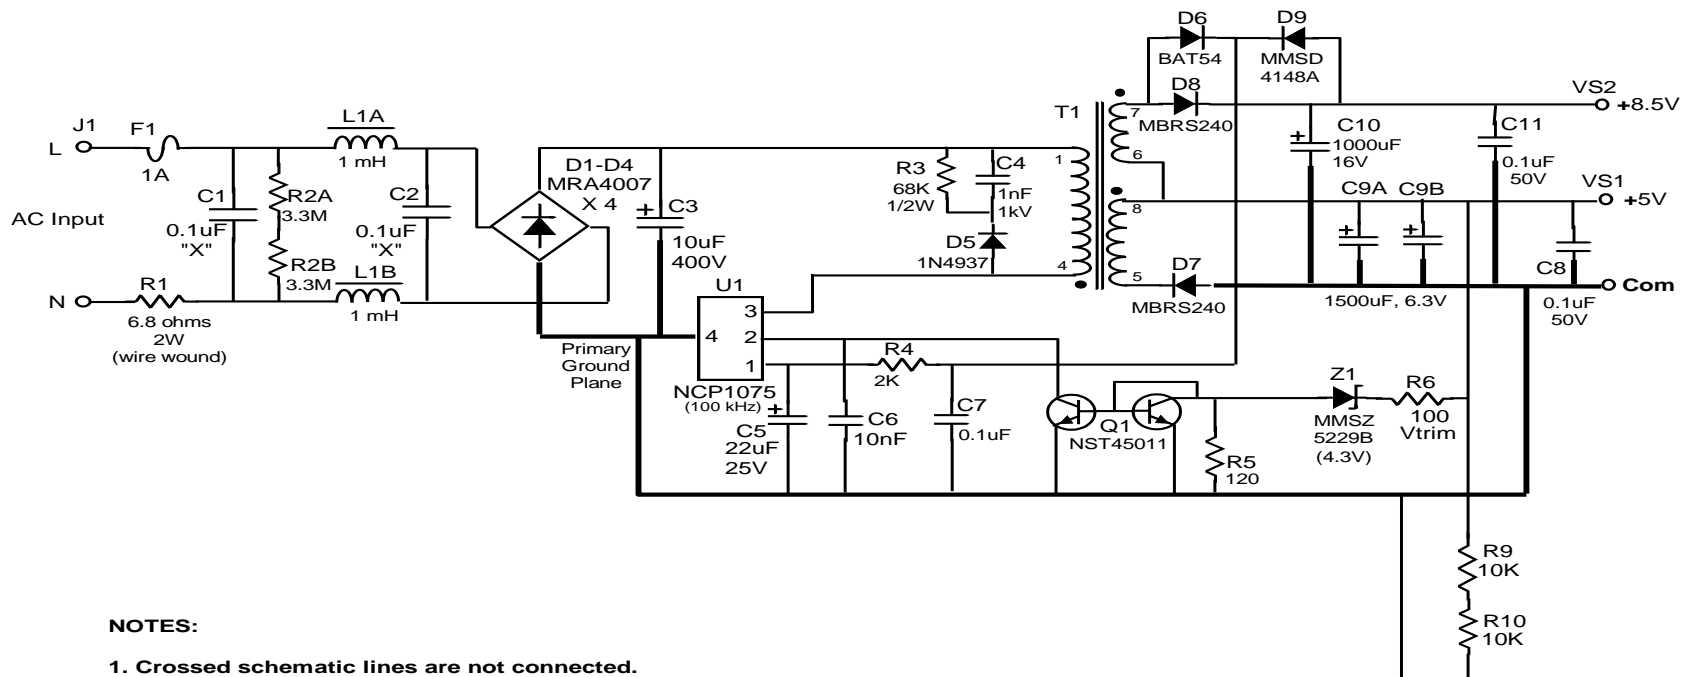 D6
BAT54
D9
MMSD
4148A
D8
MBRS240
VS2
+8.5V
T1
7
6
C10
1000uF
16V
C11
0.1uF
50V
J1
L
F1
1A
L1A
1 mH
D1-D4
MRA4007
X 4
R3
68K
1/2W
C4
1nF
1kV
1
4
VS1
+5V
C9A
C9B
8
5
AC Input
C1
0.1uF
"X"
R2A
3.3M
R2B
3.3M
C2
0.1uF
"X"
C3
10uF
400V
D5
1N4937
D7
MBRS240
1500uF, 6.3V
C8
0.1uF
50V
Com
N
R1
6.8 ohms
2W
(wire wound)
L1B
1 mH
U1
3
4
2
1
NCP1075
(100 kHz)
Primary
Ground
Plane
R4
2K
C5
22uF
25V
C6
10nF
C7
0.1uF
Q1
NST45011
R5
120
Z1
MMSZ
5229B
(4.3V)
R6
100
Vtrim
R9
10K
R10
10K
NOTES:
1. Crossed schematic lines are not connected.